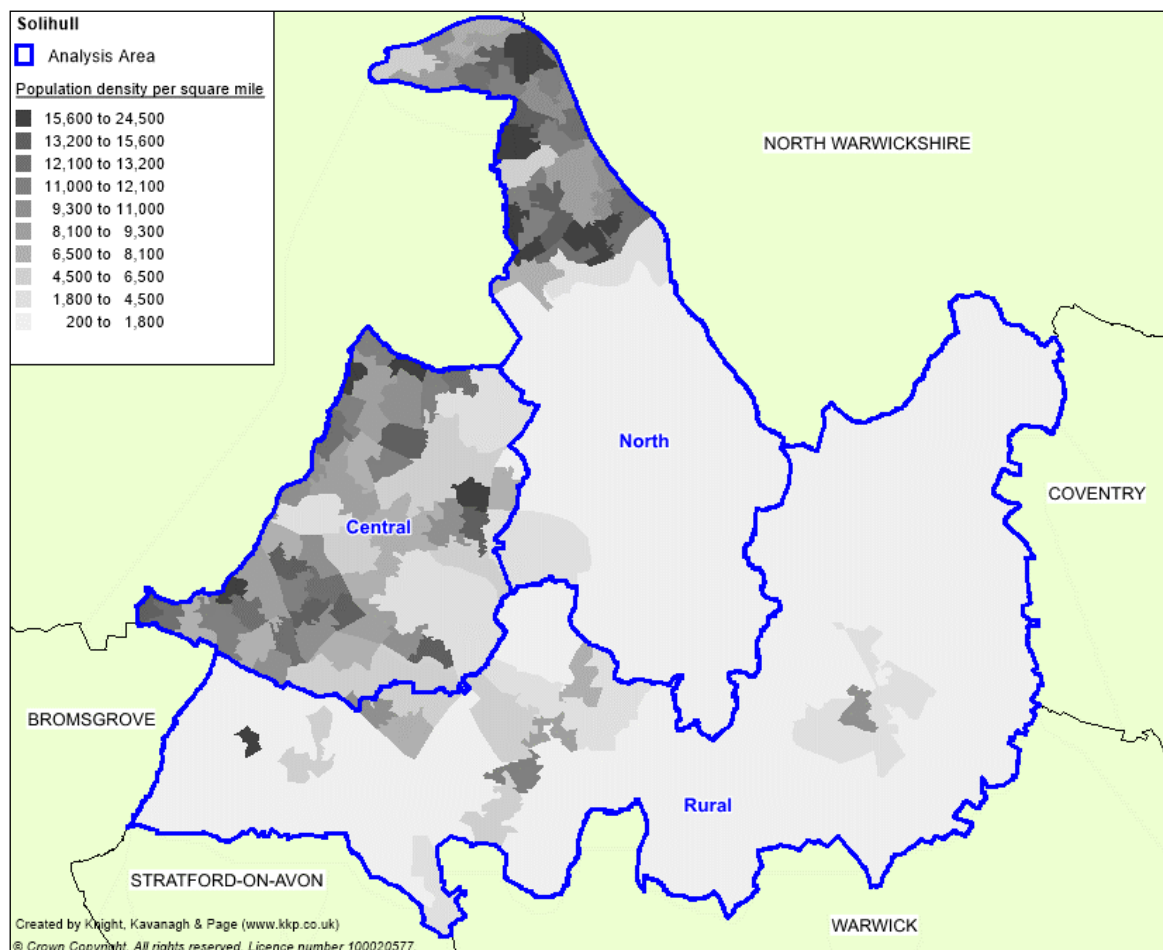 Solihull
Analysis Area
Population density per square mile
15,600 to 24,500
13,200 to 15,600
12,100 to 13,200
11,000 to 12,100
9,300 to 11,000
8,100 to 9,300
6,500 to 8,100
4,500 to 6,500
1,800 to 4,500
200 to 1,800
NORTH WARWICKSHIRE
North
COVENTRY
Central
BROMSGROVE
Rural
STRATFORD-ON-AVON
WARWICK
Created by Knight, Kavanagh & Page (www.kkp.co.uk)
© Crown Copyright. All rights reserved. Licence number 100020577